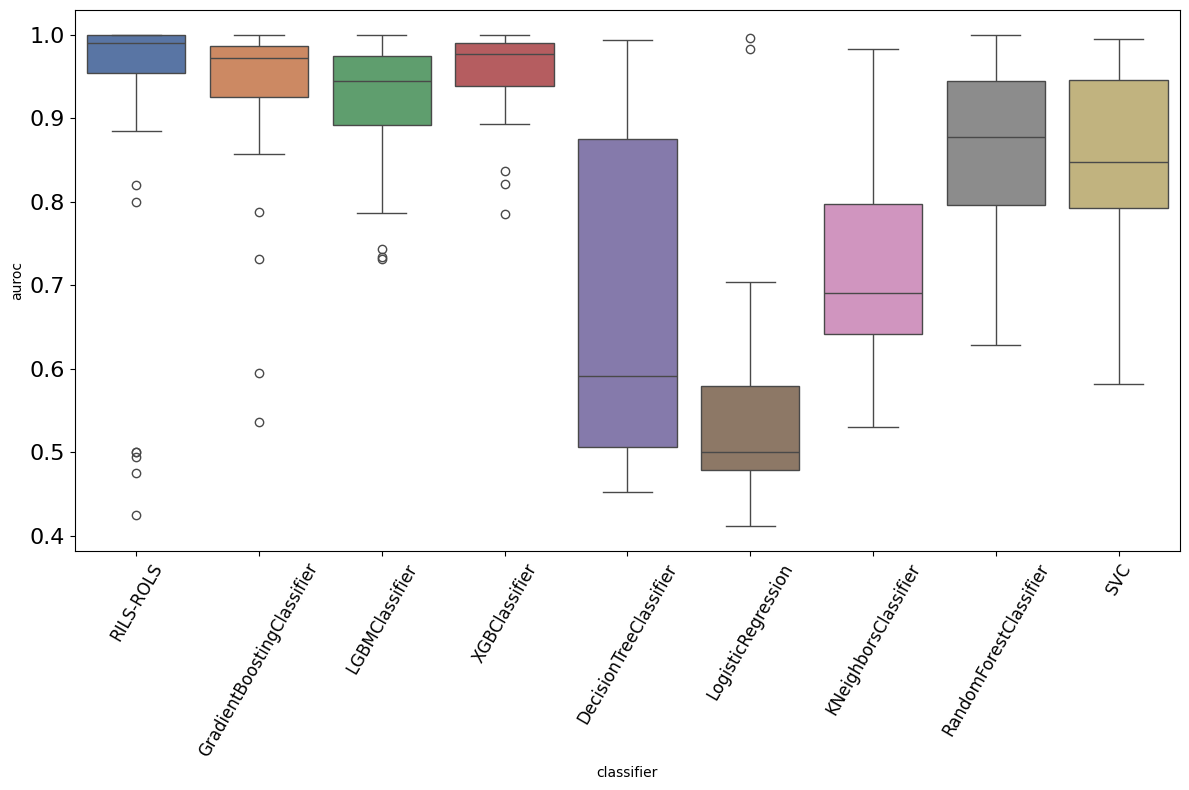 1.0
0.9
0.8
0.7
0.6
0.5
0.4
auroc
RILS-ROLS
GradientBoostingClassifier
LGBMClassifier
XGBClassifier
DecisionTreeClassifier
LogisticRegression
KNeighborsClassifier
RandomForestClassifier
SVC
classifier